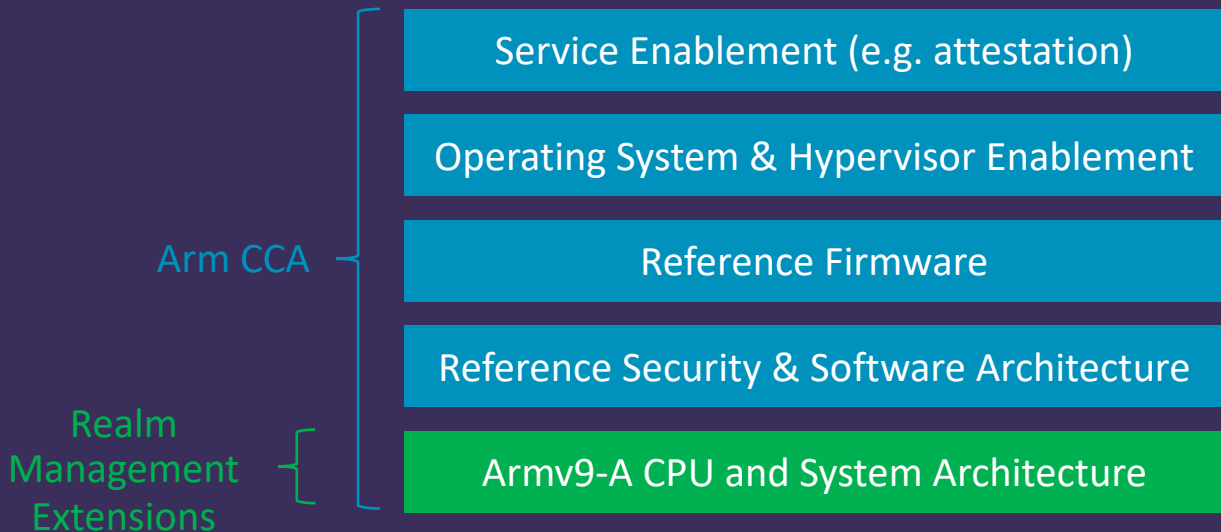 Service Enablement (e.g. attestation)
Operating System & Hypervisor Enablement
Arm CCA
Reference Firmware
Reference Security & Software Architecture
Realm
Management
Extensions
Armv9-A CPU and System Architecture